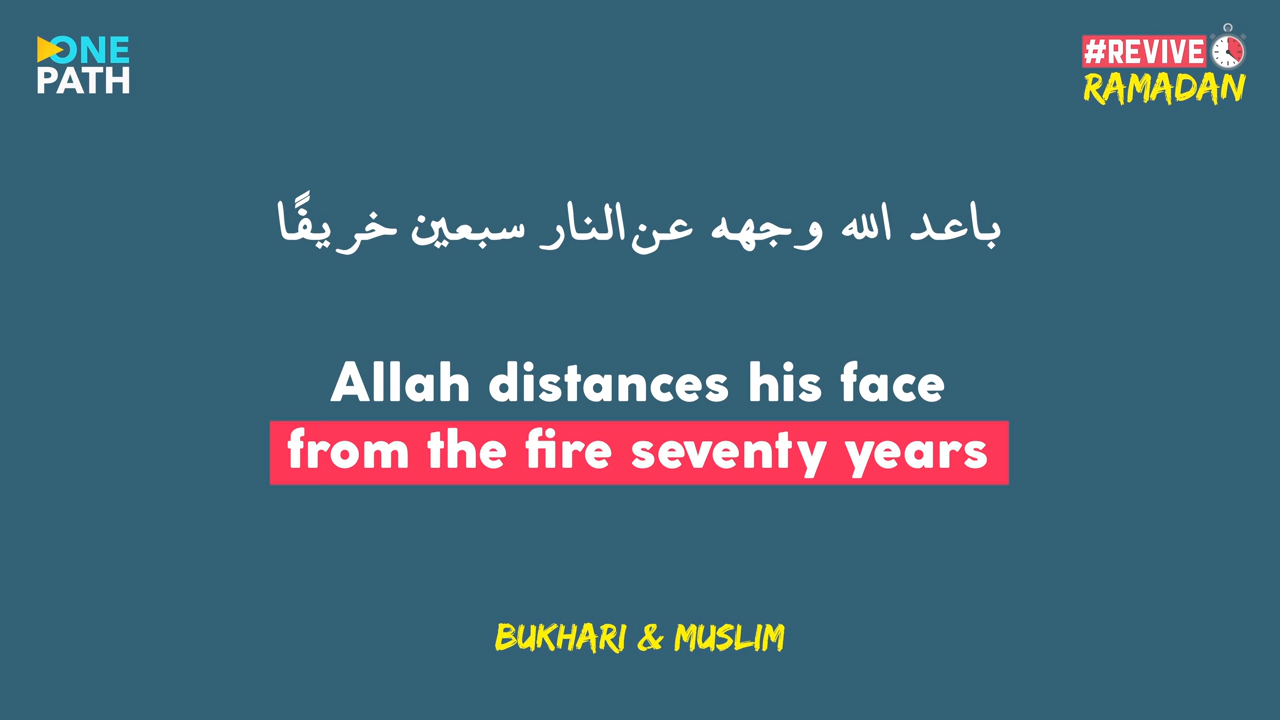 ONE
PATH
#REVIVE
RAMADAN
باعد الله وجهه عن النار سبعين خريفًا
Allah distances his face
from the fire seventy years
BUKHARI & MUSLIM